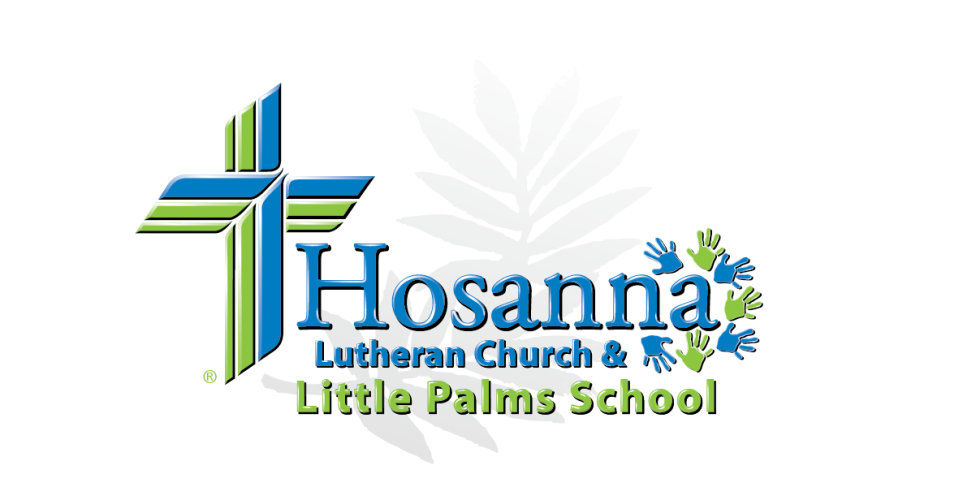 Hosanna
Lutheran Church &
Little Palms School
®